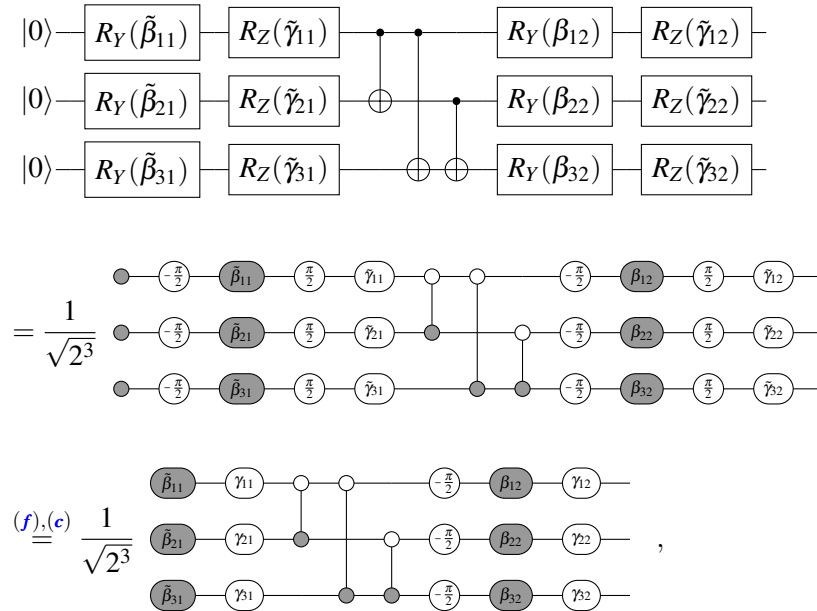 |0⟩ R_Y(β̃₁₁) R_Z(γ̃₁₁) R_Y(β₁₂) R_Z(γ̃₁₂)
|0⟩ R_Y(β̃₂₁) R_Z(γ̃₂₁) R_Y(β₂₂) R_Z(γ̃₂₂)
|0⟩ R_Y(β̃₃₁) R_Z(γ̃₃₁) R_Y(β₃₂) R_Z(γ̃₃₂)
-π/2 β̃₁₁ π/2 γ̃₁₁ -π/2 β₁₂ π/2 γ̃₁₂
= 1/√2³ -π/2 β̃₂₁ π/2 γ̃₂₁ -π/2 β₂₂ π/2 γ̃₂₂
-π/2 β̃₃₁ π/2 γ̃₃₁ -π/2 β₃₂ π/2 γ̃₃₂
β̃₁₁ γ₁₁ -π/2 β₁₂ γ₁₂
(f),(c) = 1/√2³ β̃₂₁ γ₂₁ -π/2 β₂₂ γ₂₂ ,
β̃₃₁ γ₃₁ -π/2 β₃₂ γ₃₂